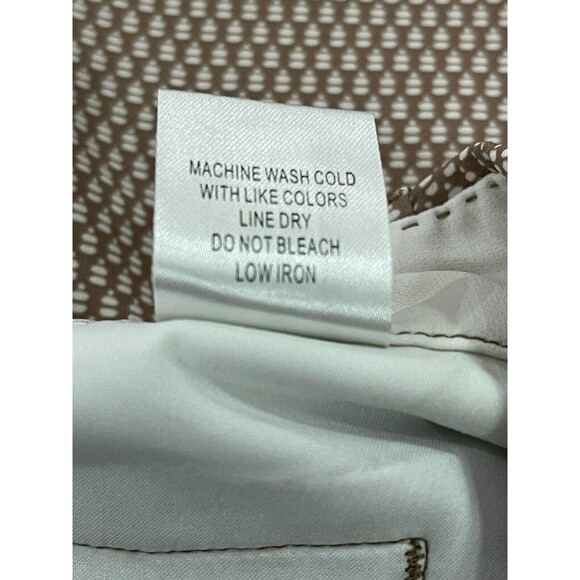 MACHINE WASH COLD
WITH LIKE COLORS
LINE DRY
DO NOT BLEACH
LOW IRON